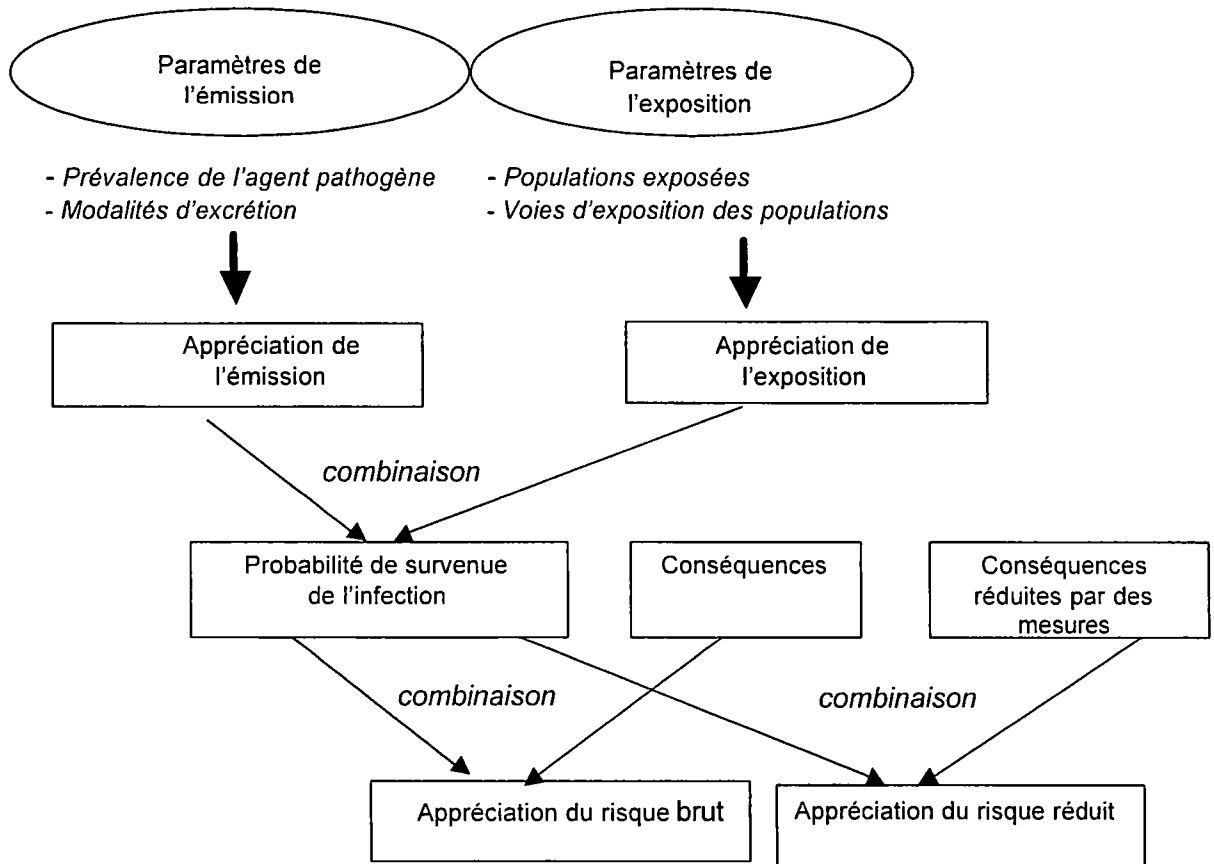 Paramètres de
l'émission
Paramètres de
l'exposition
- Prévalence de l'agent pathogène
- Modalités d'excrétion
- Populations exposées
- Voies d'exposition des populations
Appréciation de
l'émission
Appréciation de
l'exposition
combinaison
Probabilité de survenue
de l'infection
Conséquences
Conséquences
réduites par des
mesures
combinaison
combinaison
Appréciation du risque brut
Appréciation du risque réduit